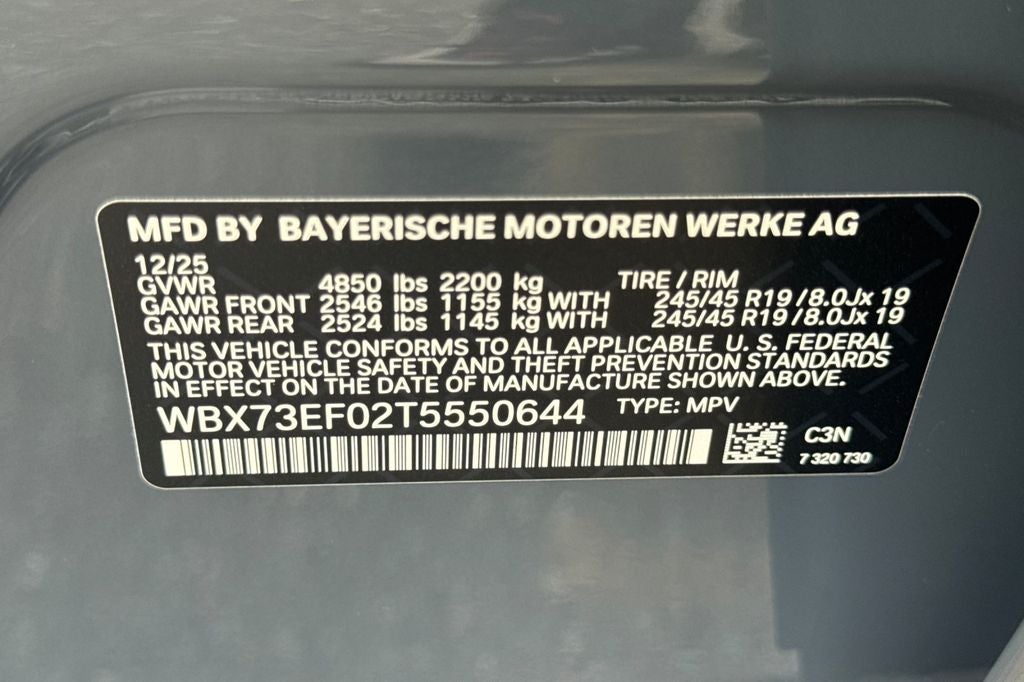 MFD BY BAYERISCHE MOTOREN WERKE AG
12/25
GVWR 4850 lbs 2200 kg TIRE / RIM
GAWR FRONT 2546 lbs 1155 kg WITH 245/45 R19 / 8.0Jx 19
GAWR REAR 2524 lbs 1145 kg WITH 245/45 R19 / 8.0Jx 19
THIS VEHICLE CONFORMS TO ALL APPLICABLE U. S. FEDERAL
MOTOR VEHICLE SAFETY AND THEFT PREVENTION STANDARDS
IN EFFECT ON THE DATE OF MANUFACTURE SHOWN ABOVE.
WBX73EF02T5550644 TYPE: MPV
C3N
7 320 730